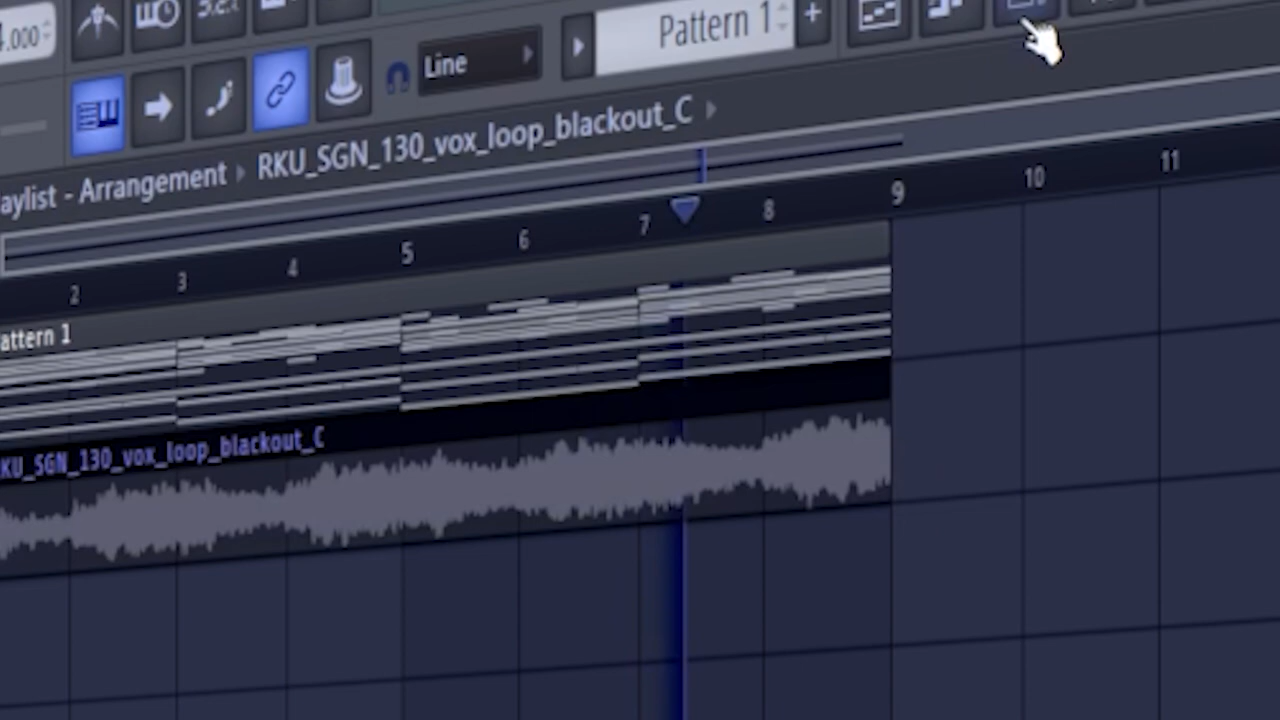 .000
Pattern 1
Line
aylist - Arrangement RKU_SGN_130_vox_loop_blackout_C
2 3 4 5 6 7 8 9 10 11
attern 1
KU_SGN_130_vox_loop_blackout_C